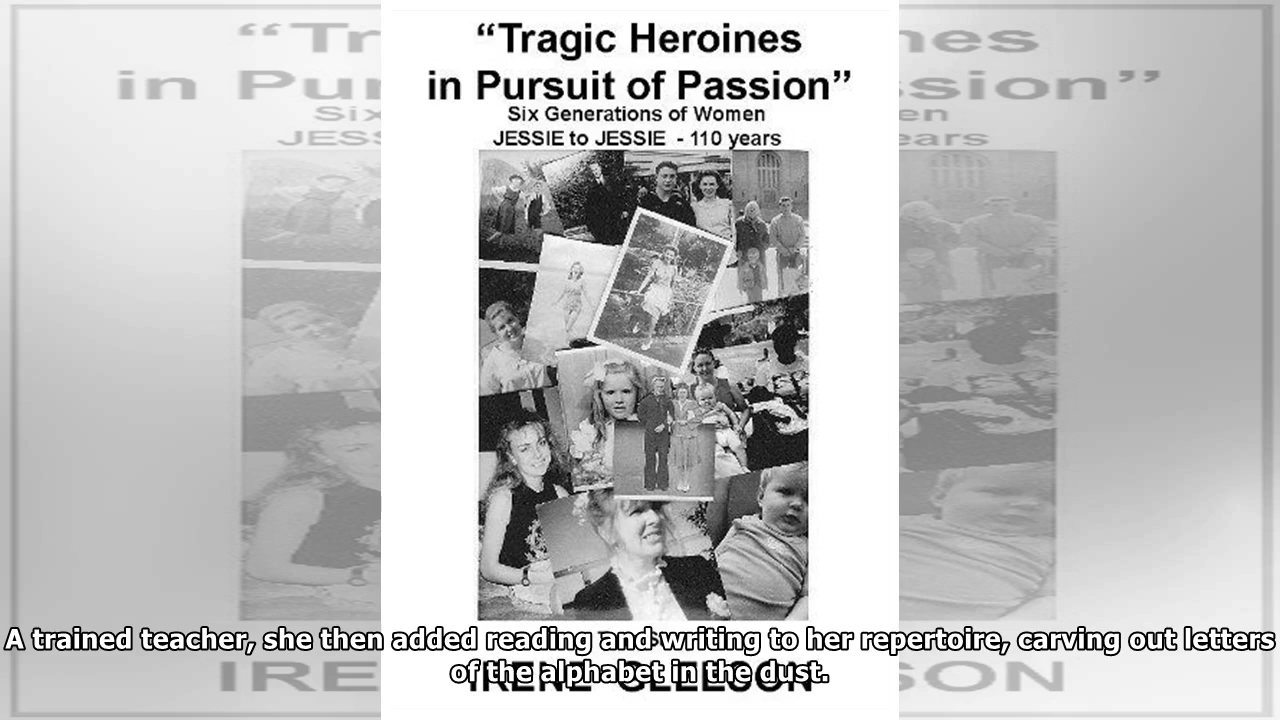 “Tragic Heroines
in Pursuit of Passion”
Six Generations of Women
JESSIE to JESSIE - 110 years
A trained teacher, she then added reading and writing to her repertoire, carving out letters
of the alphabet in the dust.
IRENE GLEESON